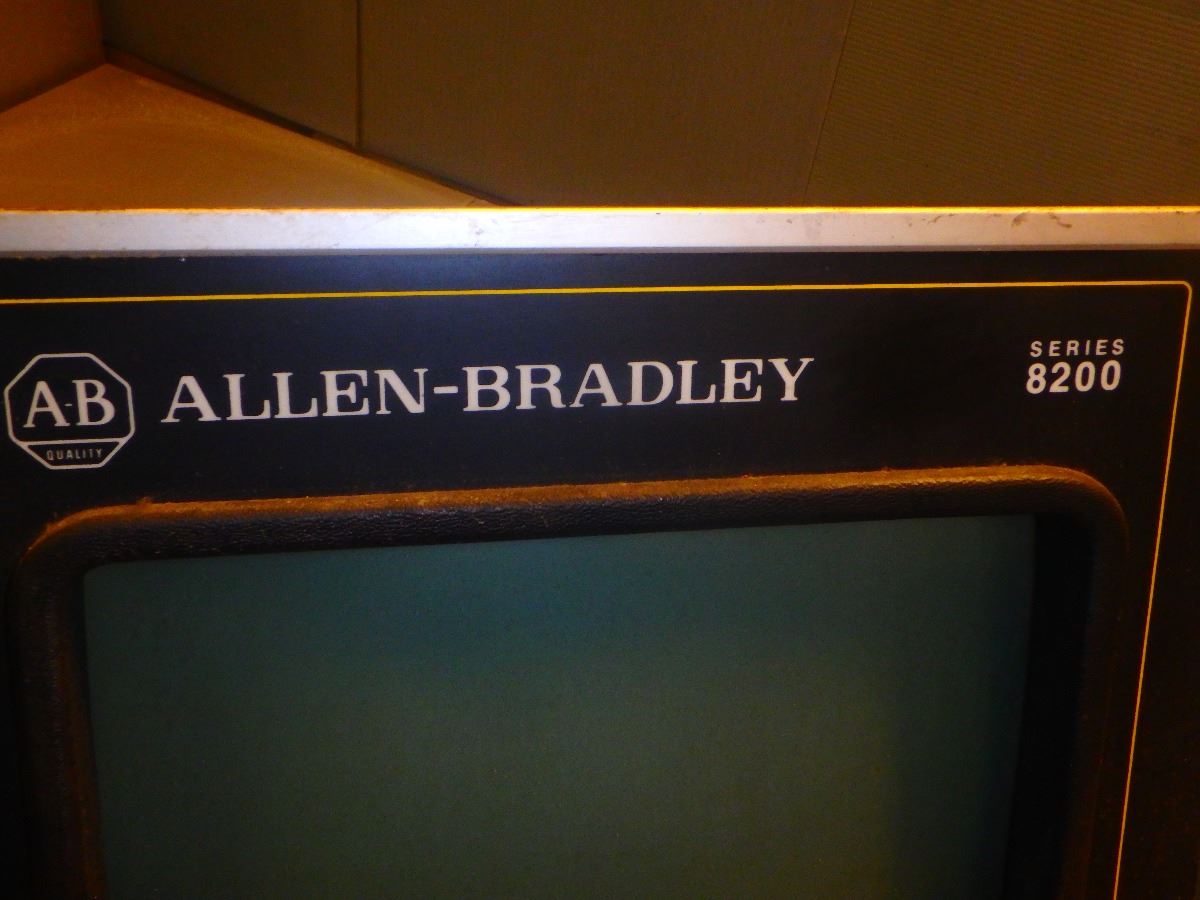 A-B
QUALITY
ALLEN-BRADLEY
SERIES
8200